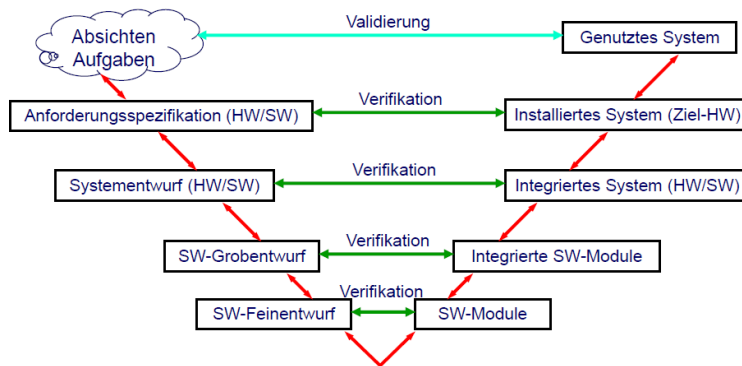 Absichten
Aufgaben
Validierung
Genutztes System
Anforderungsspezifikation (HW/SW)
Verifikation
Installiertes System (Ziel-HW)
Systementwurf (HW/SW)
Verifikation
Integriertes System (HW/SW)
SW-Grobentwurf
Verifikation
Integrierte SW-Module
SW-Feinentwurf
Verifikation
SW-Module